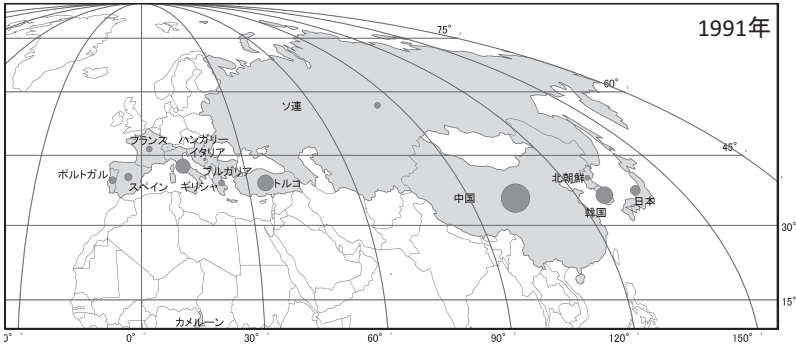 1991年
75°
60°
45°
ソ連
フランス
ハンガリー
イタリア
ブルガリア
ポルトガル
スペイン
ギリシャ
トルコ
中国
北朝鮮
韓国
日本
30°
15°
カメルーン
0°
30°
60°
90°
120°
150°